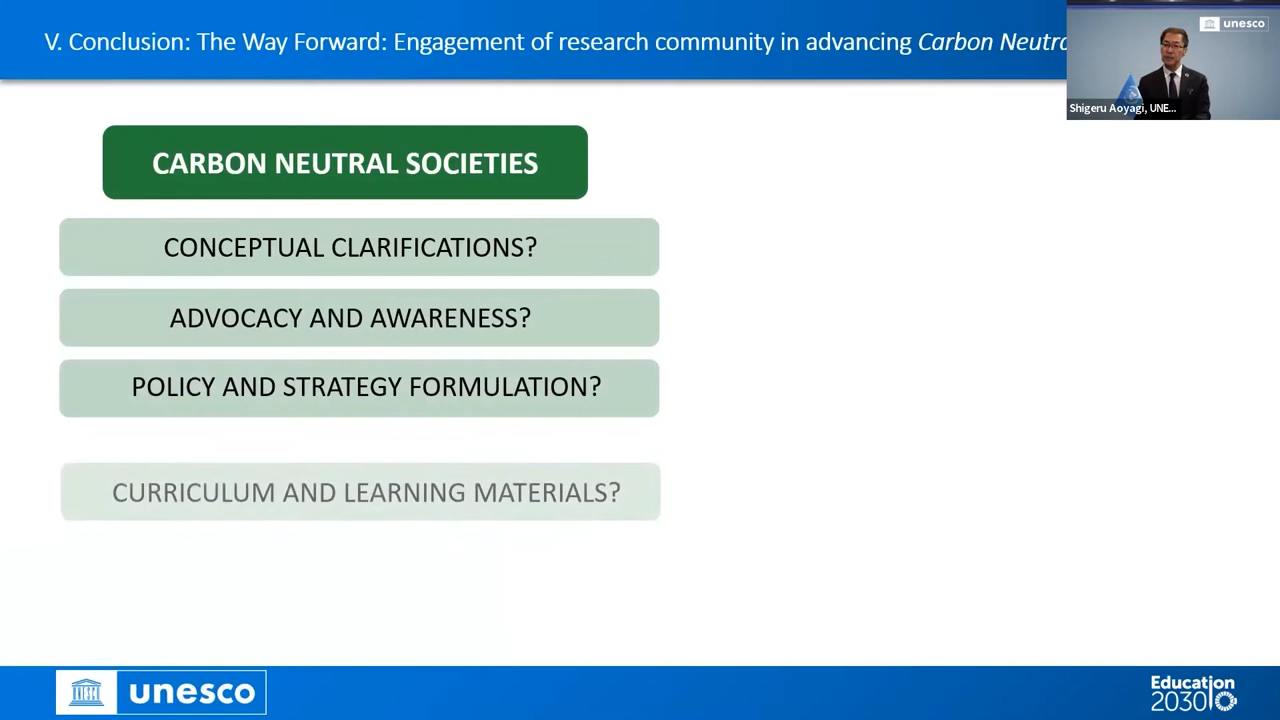 V. Conclusion: The Way Forward: Engagement of research community in advancing Carbon
unesco
Shigeru Aoyagi, UNE...
CARBON NEUTRAL SOCIETIES
CONCEPTUAL CLARIFICATIONS?
ADVOCACY AND AWARENESS?
POLICY AND STRATEGY FORMULATION?
CURRICULUM AND LEARNING MATERIALS?
unesco
Education
2030